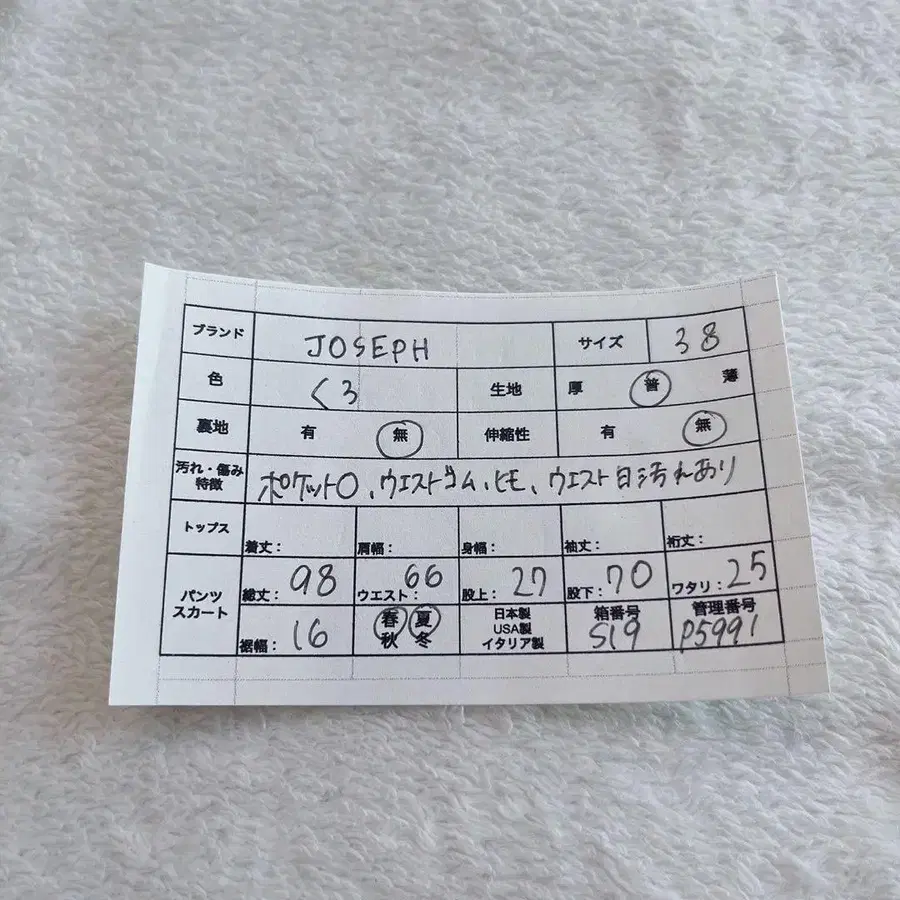 ブランド JOSEPH サイズ 38
色 くろ 生地 厚 普 薄
裏地 有 無 伸縮性 有 無
汚れ・傷み
特徴 ポケット○、ウエストゴム、ヒモ、ウエスト白汚れあり
トップス 着丈: 肩幅: 身幅: 袖丈: 裄丈:
パンツ
スカート 総丈: 98 ウエスト: 66 股上: 27 股下: 70 ワタリ: 25
裾幅: 16 春 夏
秋 冬
日本製
USA製
イタリア製
箱番号
S19
管理番号
P5991